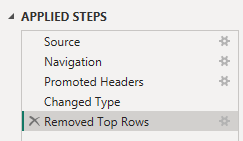 APPLIED STEPS
Source
Navigation
Promoted Headers
Changed Type
Removed Top Rows